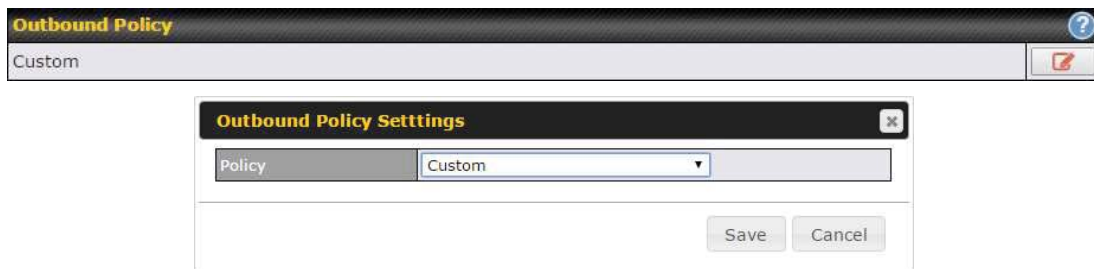 Outbound Policy
?
Custom
Outbound Policy Setttings
Policy
Custom
Save
Cancel